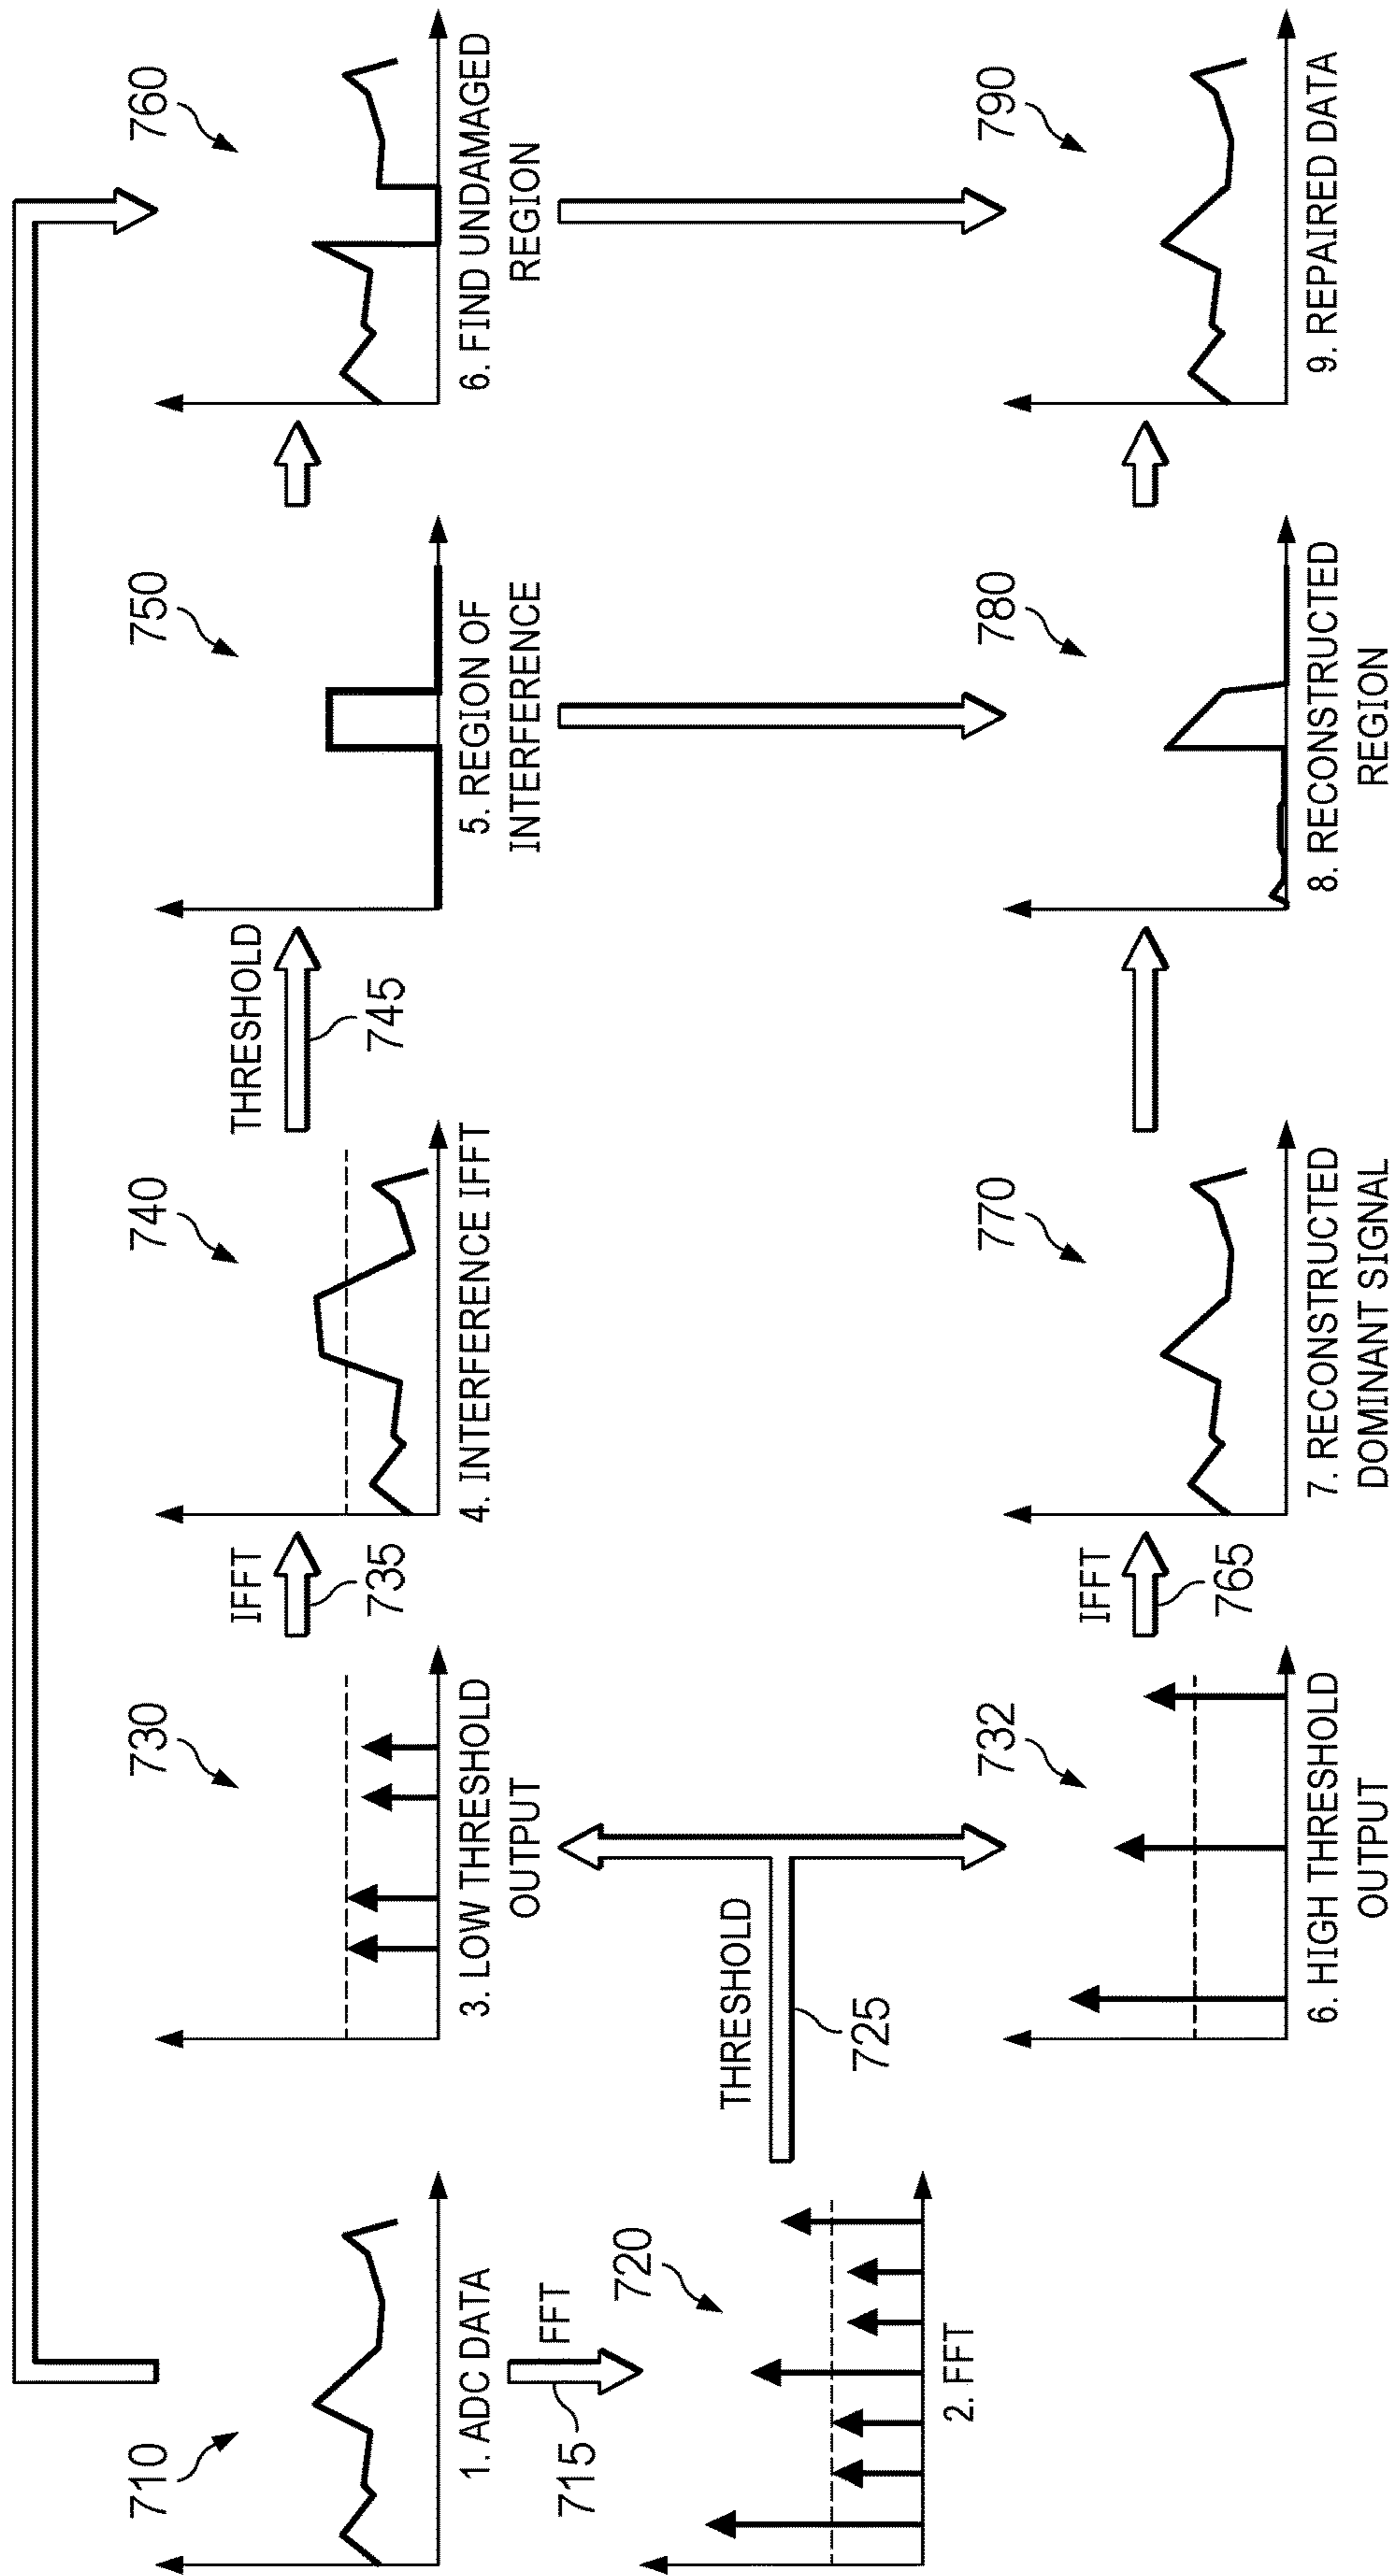 710
1. ADC DATA
FFT
715
720
2. FFT
THRESHOLD
725
730
3. LOW THRESHOLD
OUTPUT
732
6. HIGH THRESHOLD
OUTPUT
IFFT
735
740
4. INTERFERENCE IFFT
THRESHOLD
745
750
5. REGION OF
INTERFERENCE
760
6. FIND UNDAMAGED
REGION
IFFT
765
770
7. RECONSTRUCTED
DOMINANT SIGNAL
780
8. RECONSTRUCTED
REGION
790
9. REPAIRED DATA